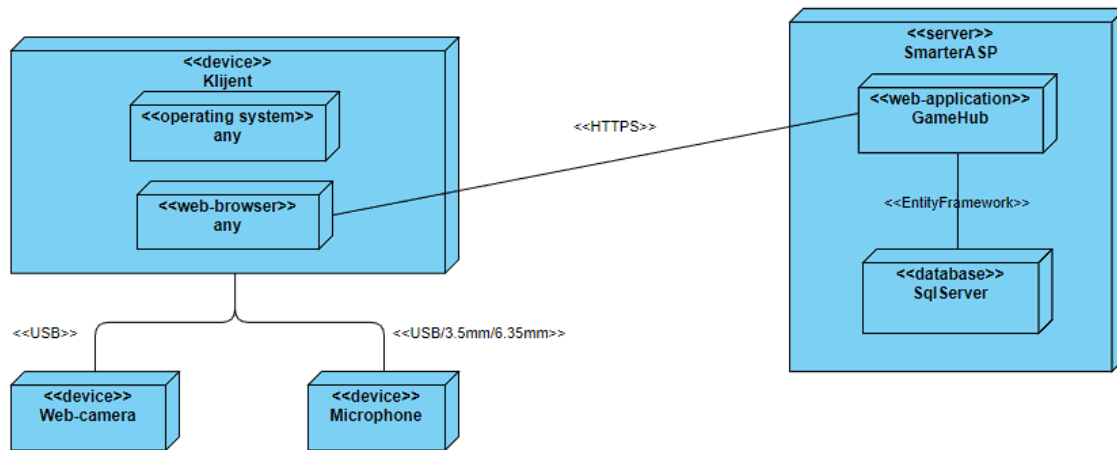 <<device>>
Klijent
<<operating system>>
any
<<web-browser>>
any
<<HTTPS>>
<<server>>
SmarterASP
<<web-application>>
GameHub
<<EntityFramework>>
<<database>>
SqlServer
<<USB>>
<<USB/3.5mm/6.35mm>>
<<device>>
Web-camera
<<device>>
Microphone